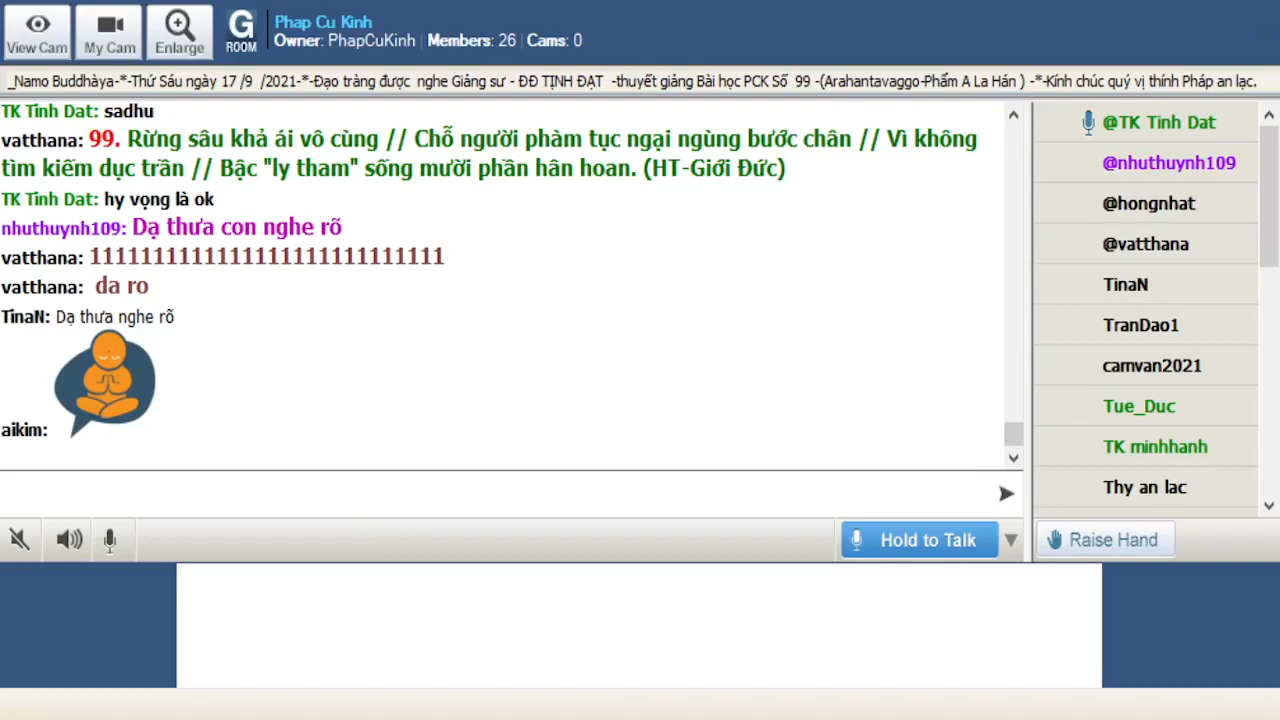 View Cam
My Cam
Enlarge
G
ROOM
Phap Cu Kinh
Owner: PhapCuKinh | Members: 26 | Cams: 0
_Namo Buddhàya-*-Thứ Sáu ngày 17 /9 /2021-*-Đạo tràng được nghe Giảng sư - ĐĐ TỊNH ĐẠT -thuyết giảng Bài học PCK Số 99 -(Arahantavaggo-Phẩm A La Hán ) -*-Kính chúc quý vị thính Pháp an lạc.
TK Tinh Dat: sadhu
vatthana: 99. Rừng sâu khả ái vô cùng // Chỗ người phàm tục ngại ngùng bước chân // Vì không
tìm kiếm dục trần // Bậc "ly tham" sống mười phần hân hoan. (HT-Giới Đức)
TK Tinh Dat: hy vọng là ok
nhuthuynh109: Dạ thưa con nghe rõ
vatthana: 1111111111111111111111111111
vatthana: da ro
TinaN: Dạ thưa nghe rõ
aikim:
@TK Tinh Dat
@nhuthuynh109
@hongnhat
@vatthana
TinaN
TranDao1
camvan2021
Tue_Duc
TK minhhanh
Thy an lac
Hold to Talk
Raise Hand